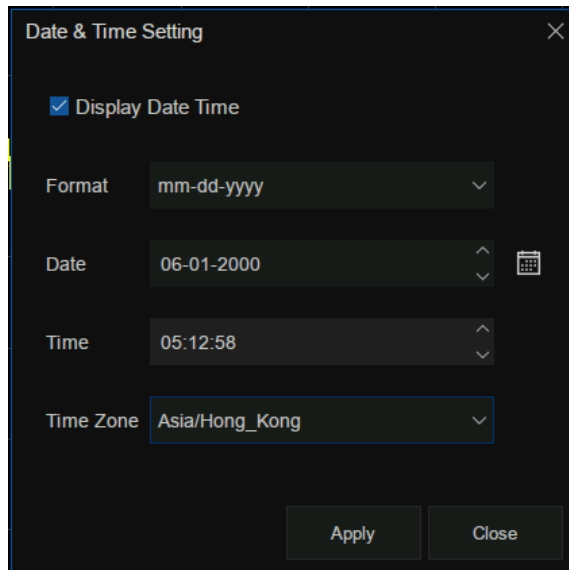 Date & Time Setting
Display Date Time
Format mm-dd-yyyy
Date 06-01-2000
Time 05:12:58
Time Zone Asia/Hong_Kong
Apply Close